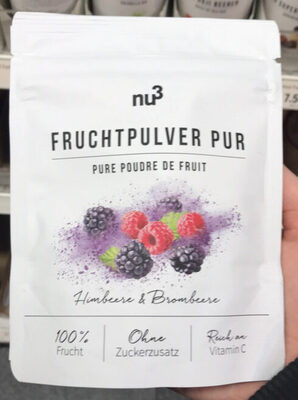 nu3
FRUCHTPULVER PUR
PURE POUDRE DE FRUIT
Himbeere & Brombeere
100% Ohne Reich an
Frucht Zuckerzusatz Vitamin C